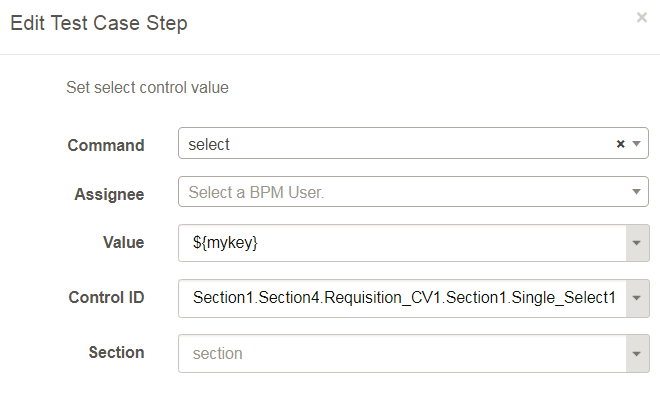 Edit Test Case Step ×
Set select control value
Command select ×
Assignee Select a BPM User.
Value ${mykey}
Control ID Section1.Section4.Requisition_CV1.Section1.Single_Select1
Section section